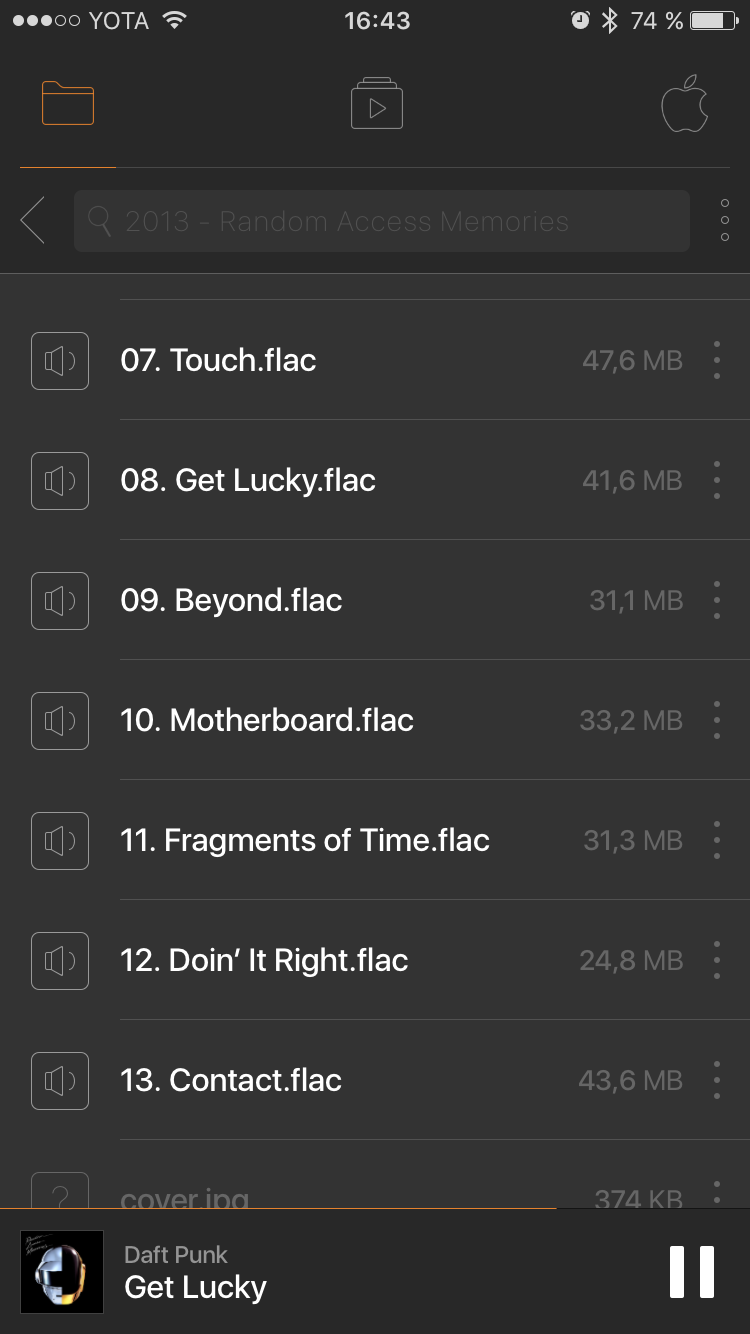 YOTA 16:43 74 %
2013 - Random Access Memories
07. Touch.flac 47,6 MB
08. Get Lucky.flac 41,6 MB
09. Beyond.flac 31,1 MB
10. Motherboard.flac 33,2 MB
11. Fragments of Time.flac 31,3 MB
12. Doin’ It Right.flac 24,8 MB
13. Contact.flac 43,6 MB
? cover.jpg 374 KB
Daft Punk
Get Lucky